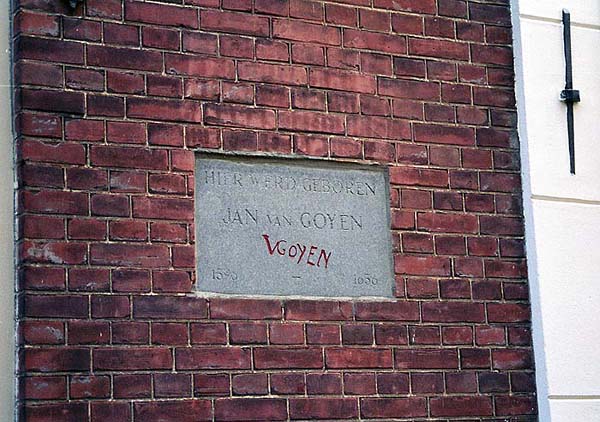 HIER WERD GEBOREN
JAN VAN GOYEN
VGOYEN
1596 – 1656